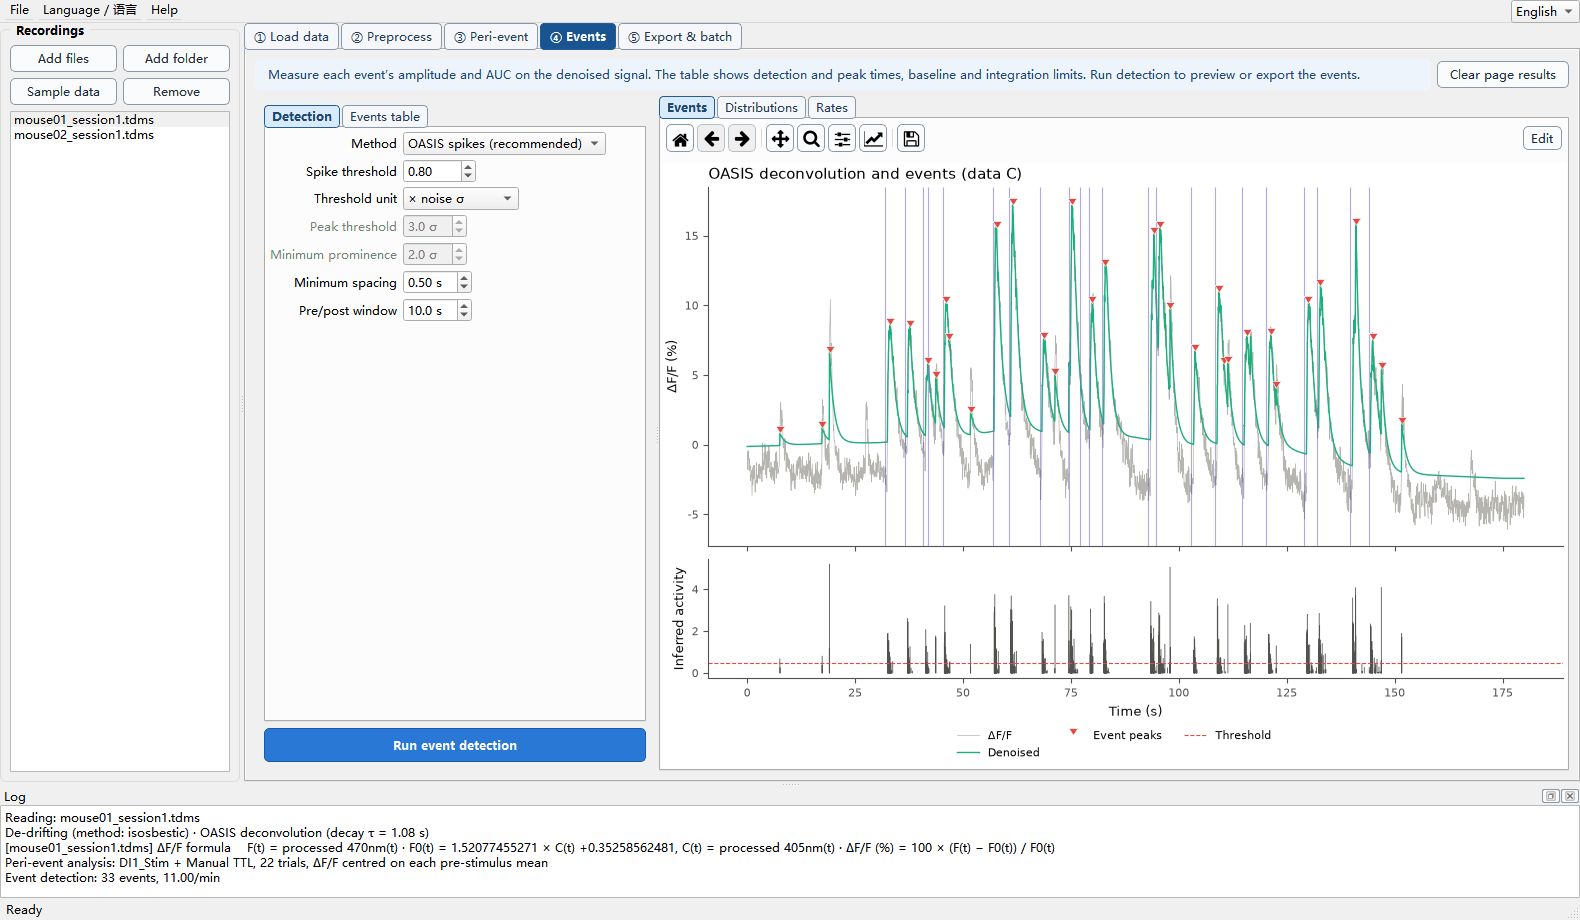 File Language / 语言 Help
English
Recordings
Add files Add folder
Sample data Remove
mouse01_session1.tdms
mouse02_session1.tdms
① Load data ② Preprocess ③ Peri-event ④ Events ⑤ Export & batch
Measure each event's amplitude and AUC on the denoised signal. The table shows detection and peak times, baseline and integration limits. Run detection to preview or export the events.
Clear page results
Detection Events table
Method OASIS spikes (recommended)
Spike threshold 0.80
Threshold unit × noise σ
Peak threshold 3.0 σ
Minimum prominence 2.0 σ
Minimum spacing 0.50 s
Pre/post window 10.0 s
Run event detection
Events Distributions Rates
Edit
OASIS deconvolution and events (data C)
ΔF/F (%)
15
10
5
0
-5
Inferred activity
4
2
0
0 25 50 75 100 125 150 175
Time (s)
ΔF/F Event peaks Threshold
Denoised
Log
Reading: mouse01_session1.tdms
De-drifting (method: isosbestic) · OASIS deconvolution (decay τ = 1.08 s)
[mouse01_session1.tdms] ΔF/F formula F(t) = processed 470nm(t) · F0(t) = 1.52077455271 × C(t) +0.35258562481, C(t) = processed 405nm(t) · ΔF/F (%) = 100 × (F(t) − F0(t)) / F0(t)
Peri-event analysis: DI1_Stim + Manual TTL, 22 trials, ΔF/F centred on each pre-stimulus mean
Event detection: 33 events, 11.00/min
Ready